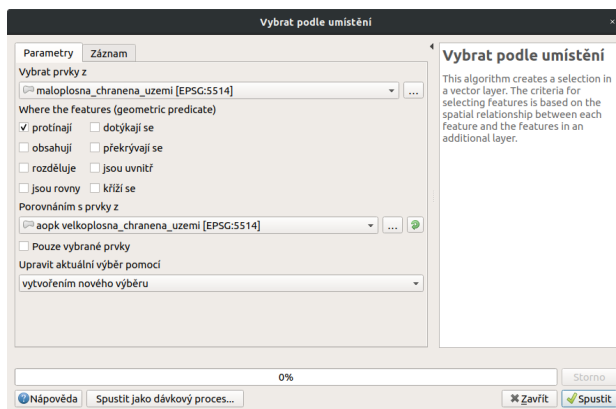 Vybrat podle umístění
Parametry
Záznam
Vybrat prvky z
maloplosna_chranena_uzemi [EPSG:5514]
...
Where the features (geometric predicate)
protínají
dotýkají se
obsahují
překrývají se
rozděluje
jsou uvnitř
jsou rovny
kříží se
Porovnáním s prvky z
aopk velkoplosna_chranena_uzemi [EPSG:5514]
...
Pouze vybrané prvky
Upravit aktuální výběr pomocí
vytvořením nového výběru
Vybrat podle umístění
This algorithm creates a selection in
a vector layer. The criteria for
selecting features is based on the
spatial relationship between each
feature and the features in an
additional layer.
0%
Storno
Nápověda
Spustit jako dávkový proces...
Zavřít
Spustit